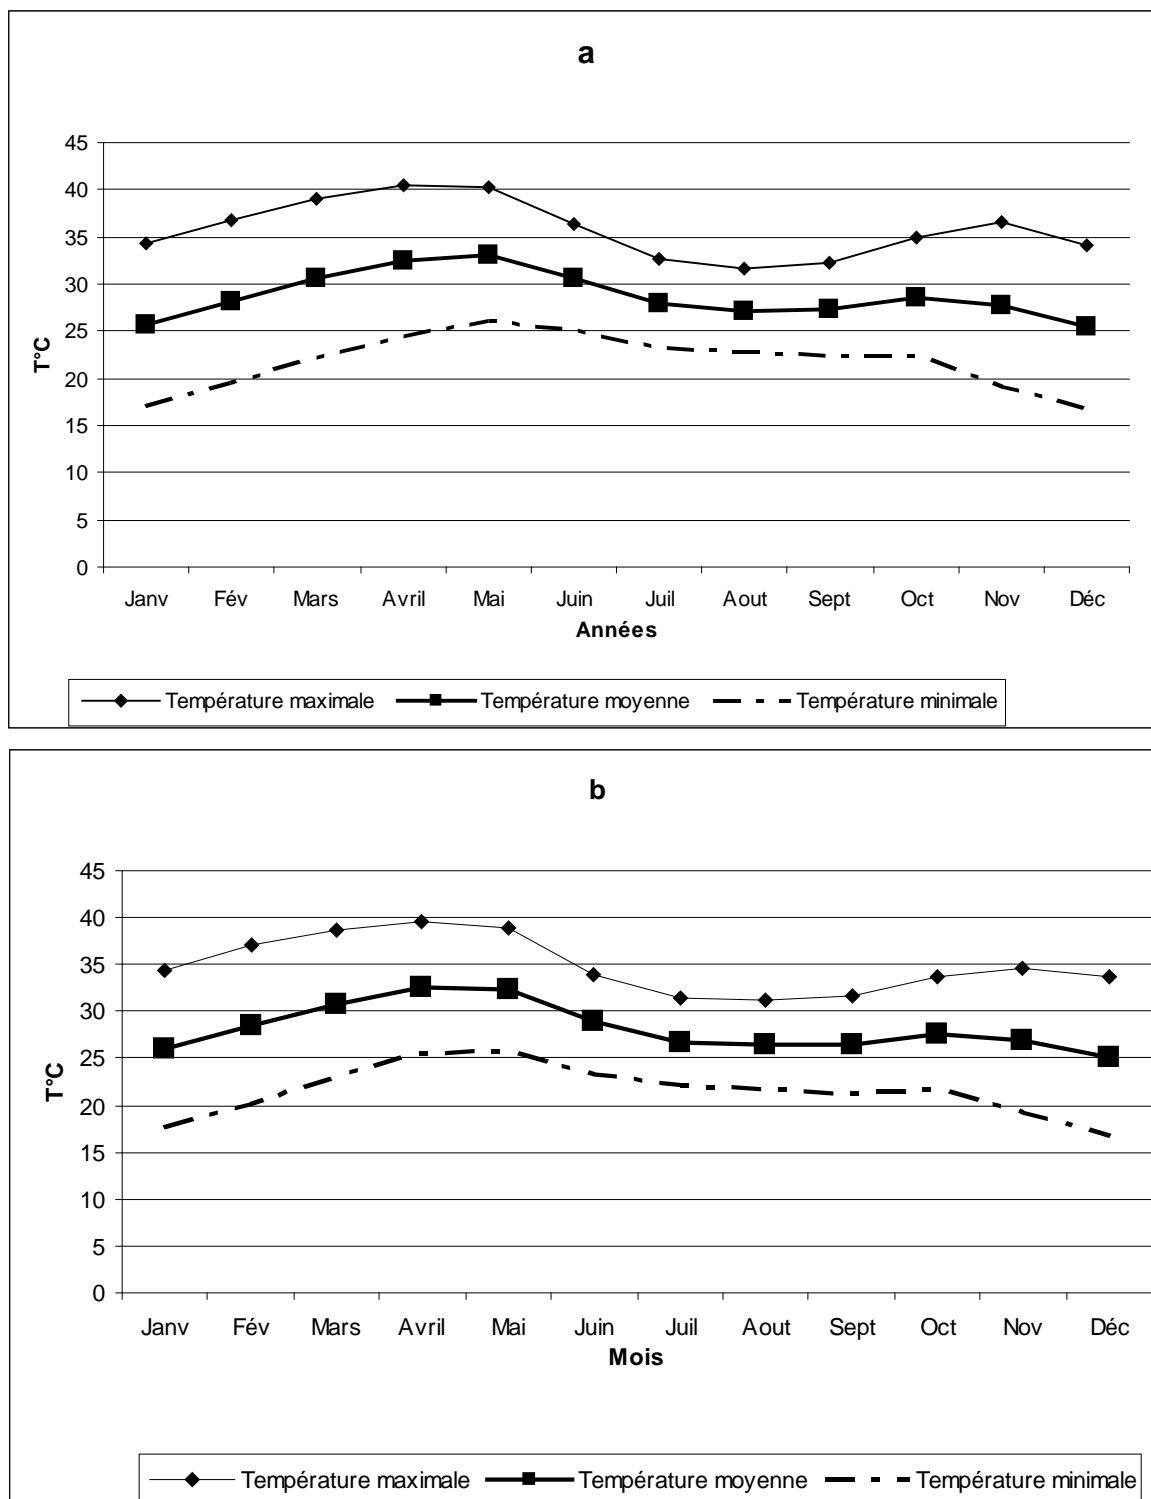 a
45
40
35
30
25
20
15
10
5
0
T°C
Janv Fév Mars Avril Mai Juin Juil Aout Sept Oct Nov Déc
Années
Température maximale Température moyenne Température minimale
b
45
40
35
30
25
20
15
10
5
0
T°C
Janv Fév Mars Avril Mai Juin Juil Aout Sept Oct Nov Déc
Mois
Température maximale Température moyenne Température minimale